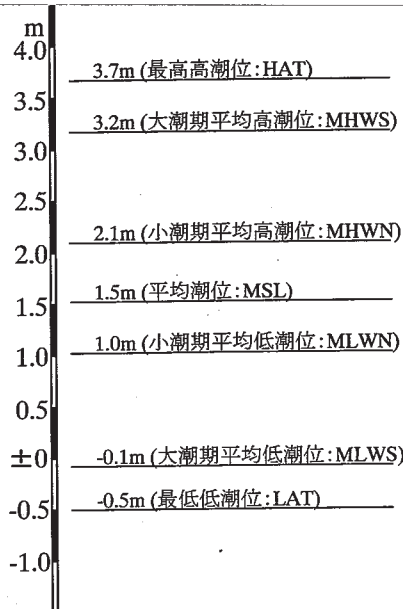 m
4.0
3.7m (最高高潮位:HAT)
3.5
3.2m (大潮期平均高潮位:MHWS)
3.0
2.5
2.1m (小潮期平均高潮位:MHWN)
2.0
1.5m (平均潮位:MSL)
1.5
1.0m (小潮期平均低潮位:MLWN)
1.0
0.5
±0
-0.1m (大潮期平均低潮位:MLWS)
-0.5m (最低低潮位:LAT)
-0.5
-1.0